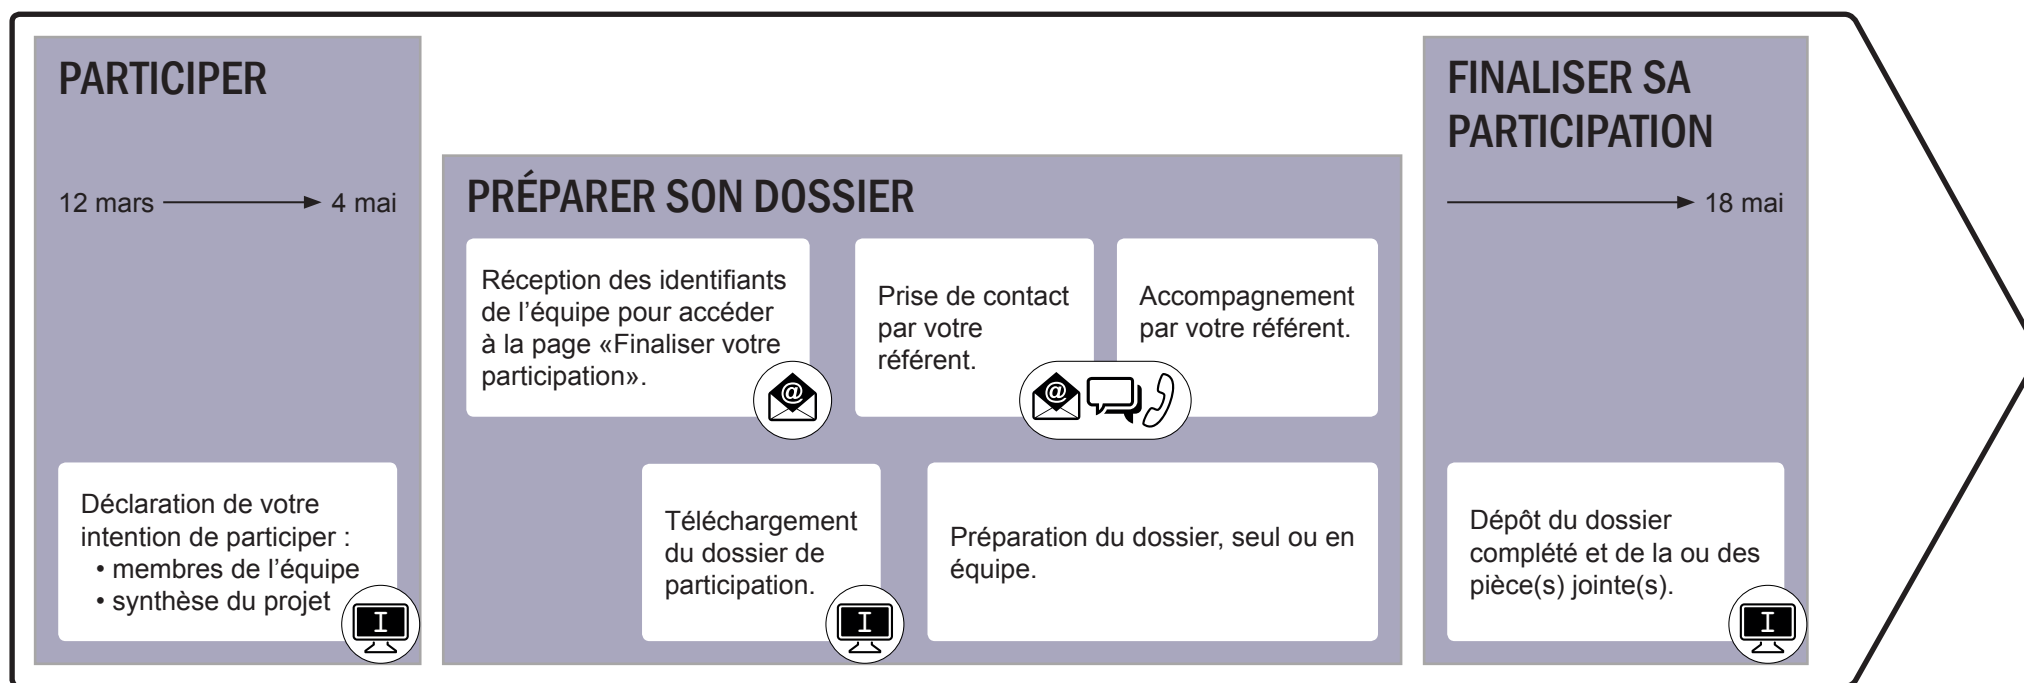 PARTICIPER
12 mars
4 mai
Déclaration de votre
intention de participer :
• membres de l’équipe
• synthèse du projet
I
PRÉPARER SON DOSSIER
Réception des identifiants
de l’équipe pour accéder
à la page «Finaliser votre
participation».
@
Prise de contact
par votre
référent.
@
Accompagnement
par votre référent.
Téléchargement
du dossier de
participation.
I
Préparation du dossier, seul ou en
équipe.
FINALISER SA
PARTICIPATION
18 mai
Dépôt du dossier
complété et de la ou des
pièce(s) jointe(s).
I